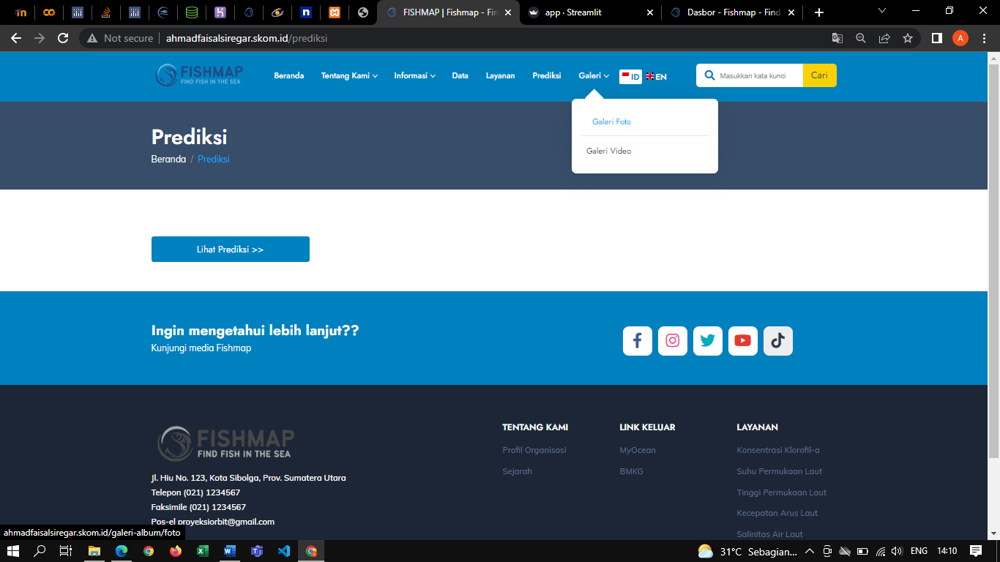 FISHMAP | Fishmap - Fin
app · Streamlit
Dasbor - Fishmap - Find
Not secure
ahmadfaisalsiregar.skom.id/prediksi
A
FISHMAP
FIND FISH IN THE SEA
Beranda
Tentang Kami
Informasi
Data
Layanan
Prediksi
Galeri
ID
EN
Masukkan kata kunci
Cari
Galeri Foto
Galeri Video
Prediksi
Beranda / Prediksi
Lihat Prediksi >>
Ingin mengetahui lebih lanjut??
Kunjungi media Fishmap
FISHMAP
FIND FISH IN THE SEA
Jl. Hiu No. 123, Kota Sibolga, Prov. Sumatera Utara
Telepon (021) 1234567
Faksimile (021) 1234567
Pos-el proyeksiorbit@gmail.com
TENTANG KAMI
Profil Organisasi
Sejarah
LINK KELUAR
MyOcean
BMKG
LAYANAN
Konsentrasi Klorofil-a
Suhu Permukaan Laut
Tinggi Permukaan Laut
Kecepatan Arus Laut
Salinitas Air Laut
ahmadfaisalsiregar.skom.id/galeri-album/foto
31°C Sebagian...
ENG
14:10